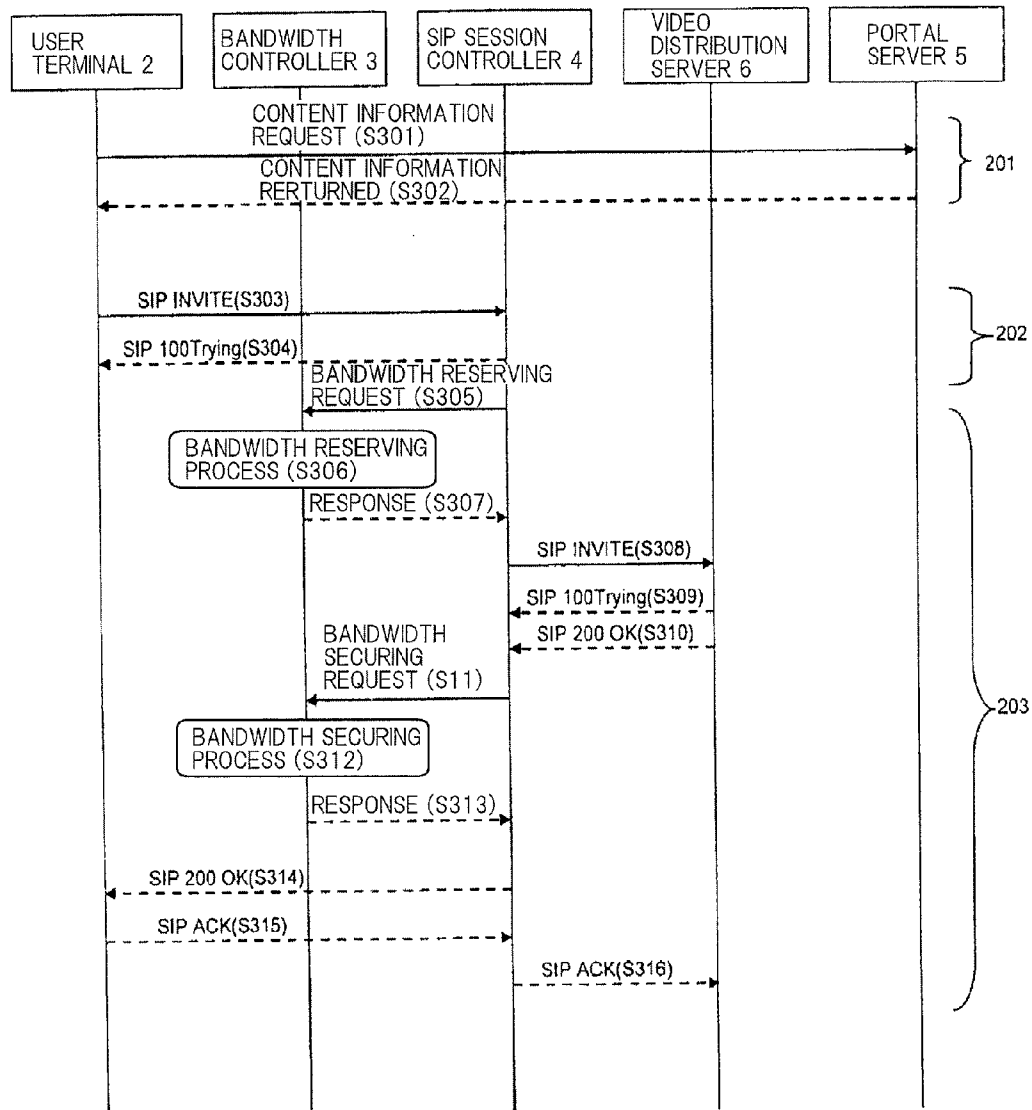 USER
TERMINAL 2
BANDWIDTH
CONTROLLER 3
SIP SESSION
CONTROLLER 4
VIDEO
DISTRIBUTION
SERVER 6
PORTAL
SERVER 5
CONTENT INFORMATION
REQUEST (S301)
CONTENT INFORMATION
RERTURNED (S302)
201
SIP INVITE(S303)
SIP 100Trying(S304)
202
BANDWIDTH RESERVING
REQUEST (S305)
BANDWIDTH RESERVING
PROCESS (S306)
RESPONSE (S307)
SIP INVITE(S308)
SIP 100Trying(S309)
SIP 200 OK(S310)
BANDWIDTH
SECURING
REQUEST (S11)
203
BANDWIDTH SECURING
PROCESS (S312)
RESPONSE (S313)
SIP 200 OK(S314)
SIP ACK(S315)
SIP ACK(S316)